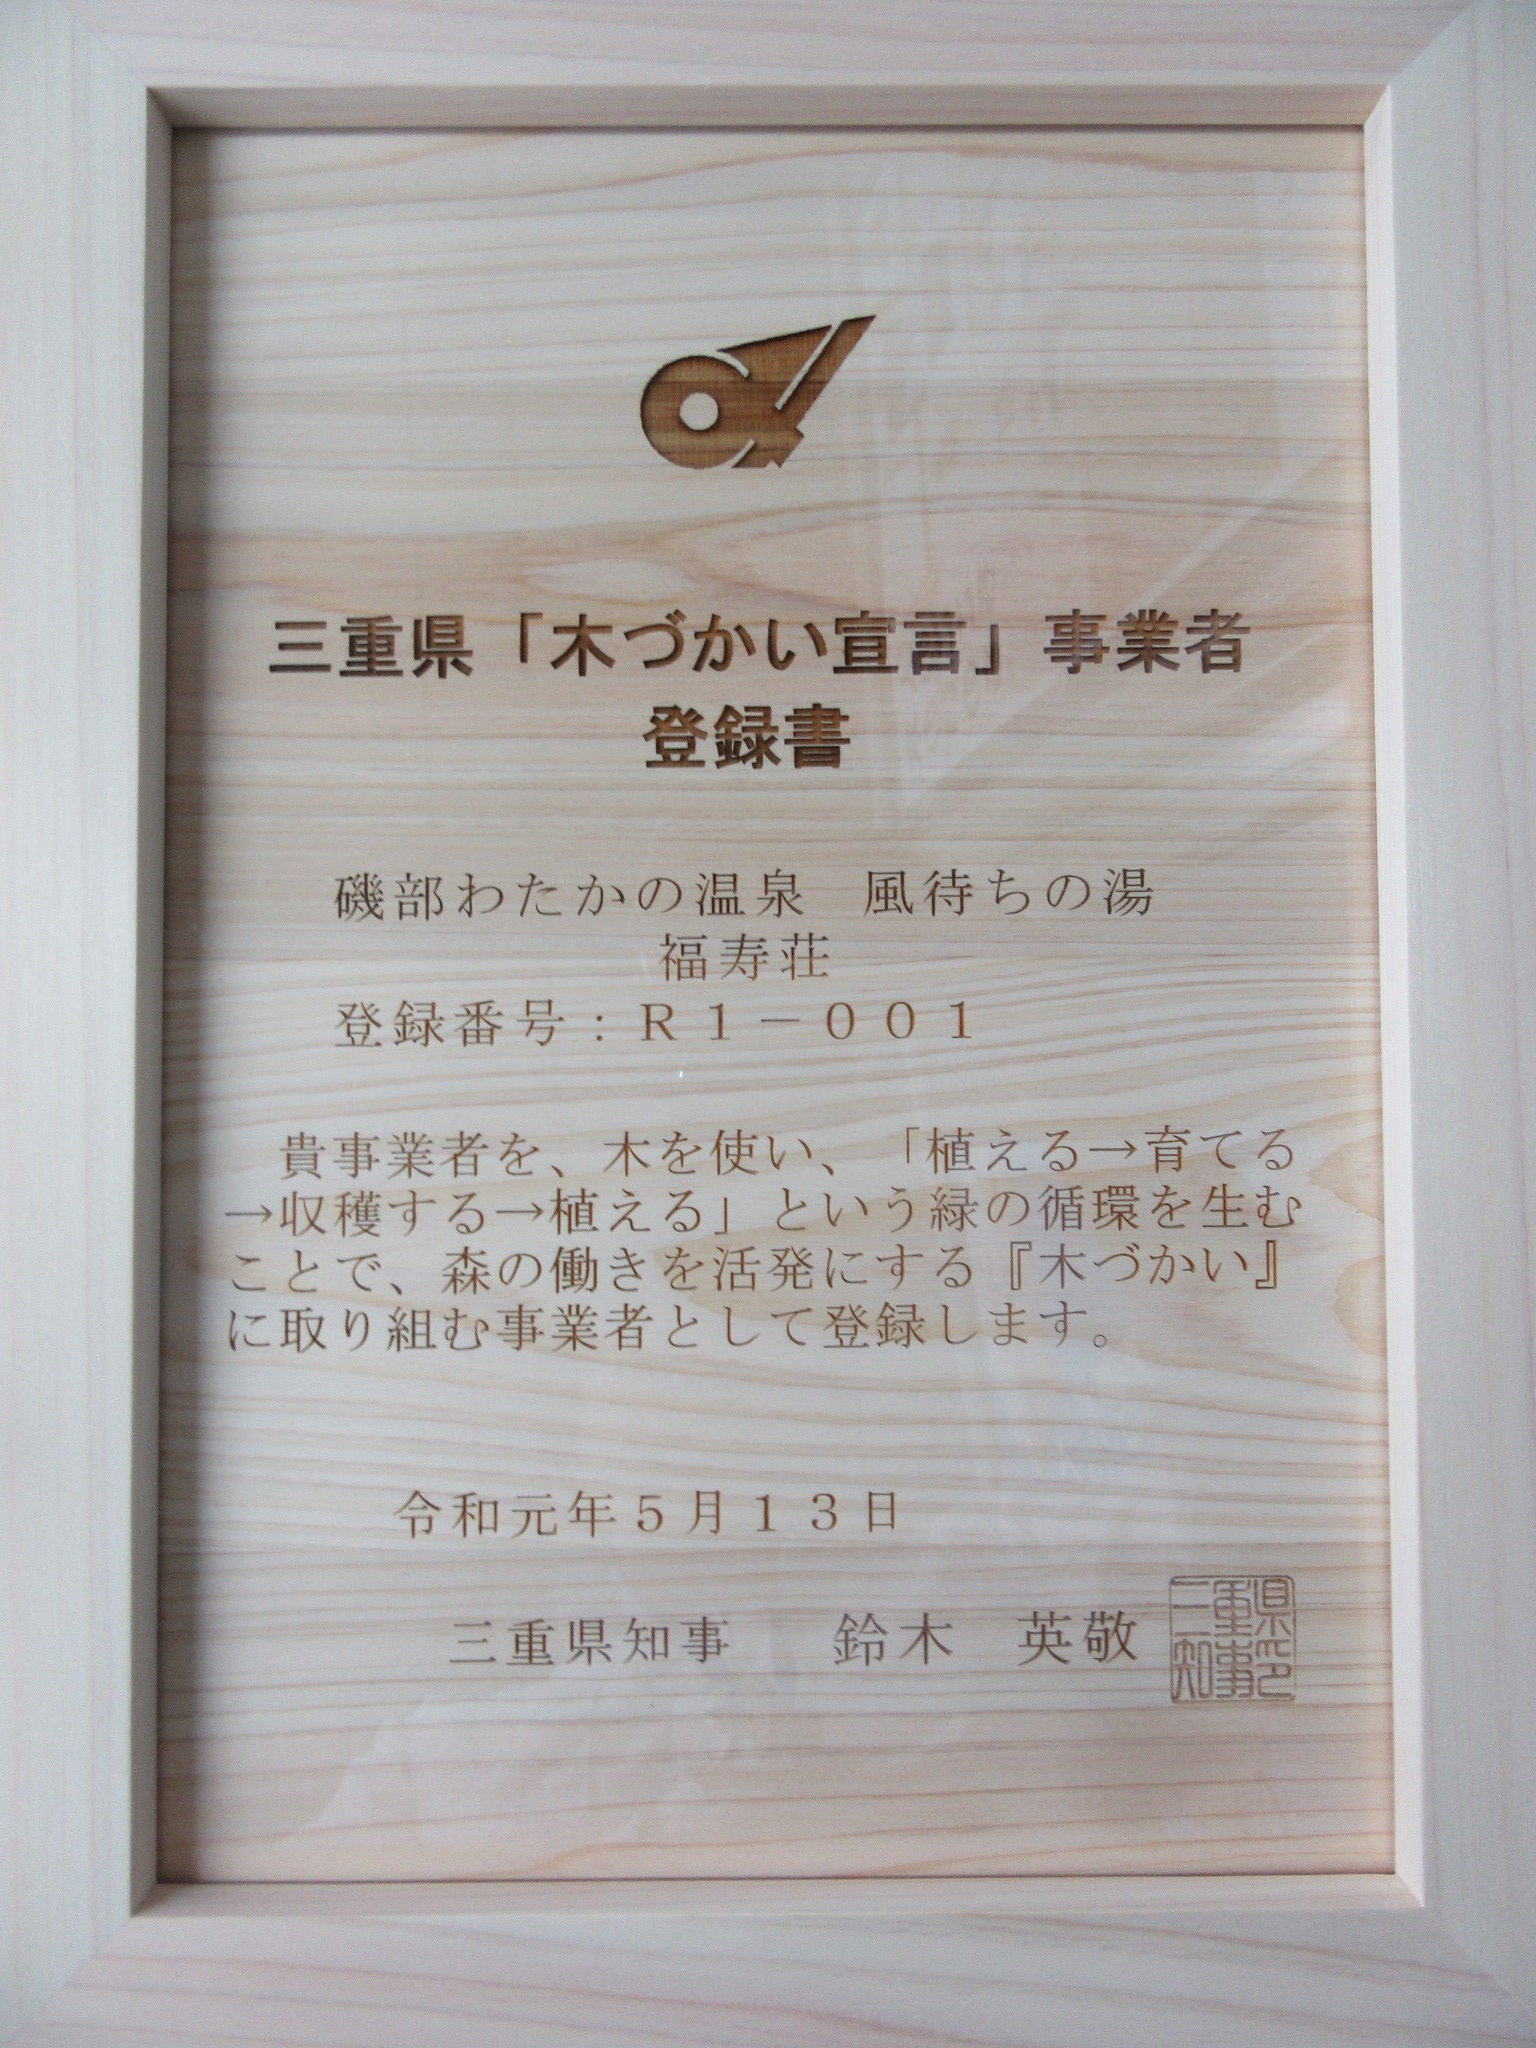 三重県「木づかい宣言」事業者
登録書
磯部わたかの温泉　風待ちの湯
福寿荘
登録番号：Ｒ１－００１
貴事業者を、木を使い、「植える→育てる
→収穫する→植える」という緑の循環を生む
ことで、森の働きを活発にする『木づかい』
に取り組む事業者として登録します。
令和元年５月１３日
三重県知事　鈴木　英敬
三重県
知事印